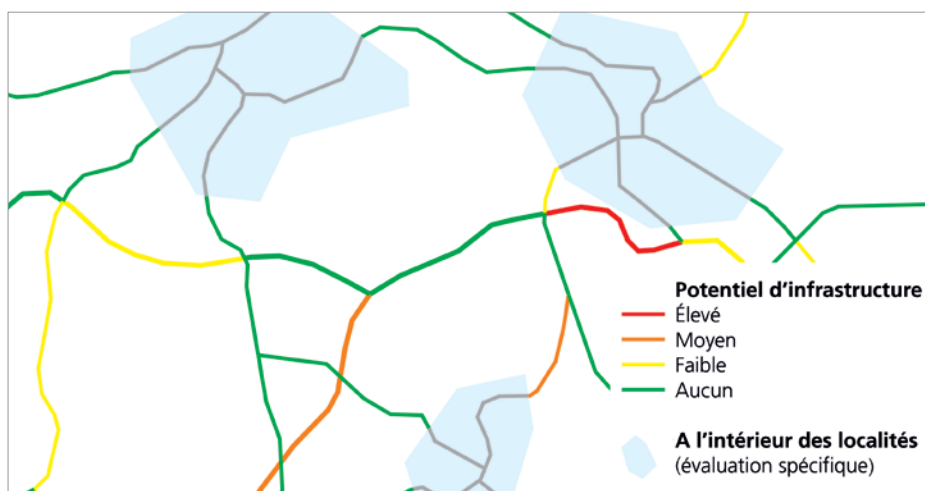 Potentiel d'infrastructure
Élevé
Moyen
Faible
Aucun
A l'intérieur des localités
(évaluation spécifique)